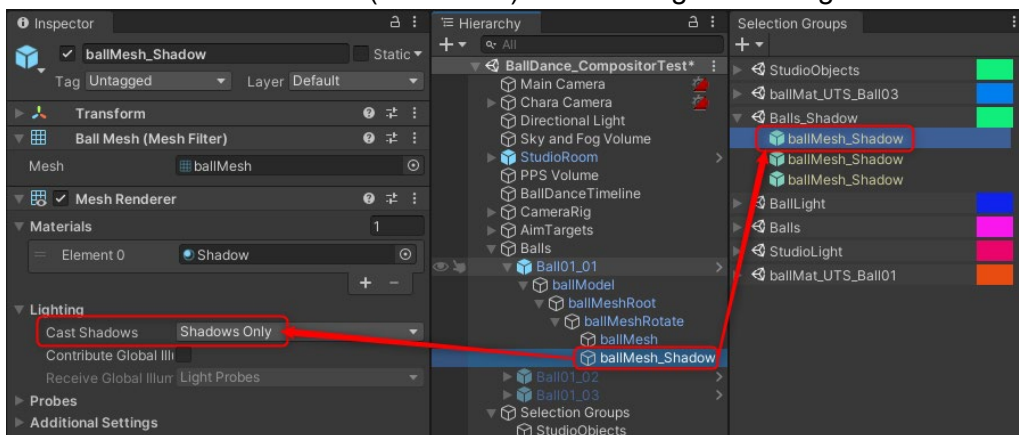 Inspector
ballMesh_Shadow
Static
Tag Untagged Layer Default
Transform
Ball Mesh (Mesh Filter)
Mesh ballMesh
Mesh Renderer
Materials 1
Element 0 Shadow
+ -
Lighting
Cast Shadows Shadows Only
Contribute Global Illu
Receive Global Illum Light Probes
Probes
Additional Settings
Hierarchy
All
BallDance_CompositorTest*
Main Camera
Chara Camera
Directional Light
Sky and Fog Volume
StudioRoom
PPS Volume
BallDanceTimeline
CameraRig
AimTargets
Balls
Ball01_01
ballModel
ballMeshRoot
ballMeshRotate
ballMesh
ballMesh_Shadow
Ball01_02
Ball01_03
Selection Groups
StudioObjects
Selection Groups
StudioObjects
ballMat_UTS_Ball03
Balls_Shadow
ballMesh_Shadow
ballMesh_Shadow
ballMesh_Shadow
BallLight
Balls
StudioLight
ballMat_UTS_Ball01